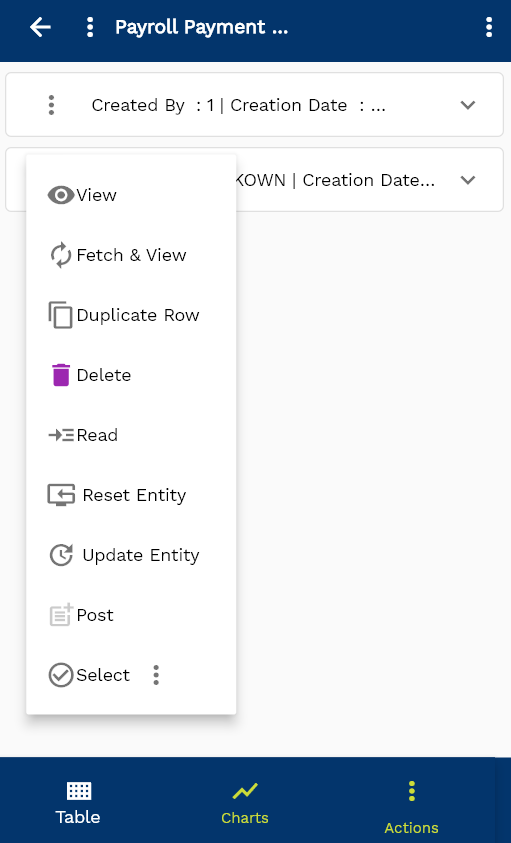 Payroll Payment ...
Created By : 1 | Creation Date : ...
KOWN | Creation Date...
View
Fetch & View
Duplicate Row
Delete
Read
Reset Entity
Update Entity
Post
Select
Table
Charts
Actions